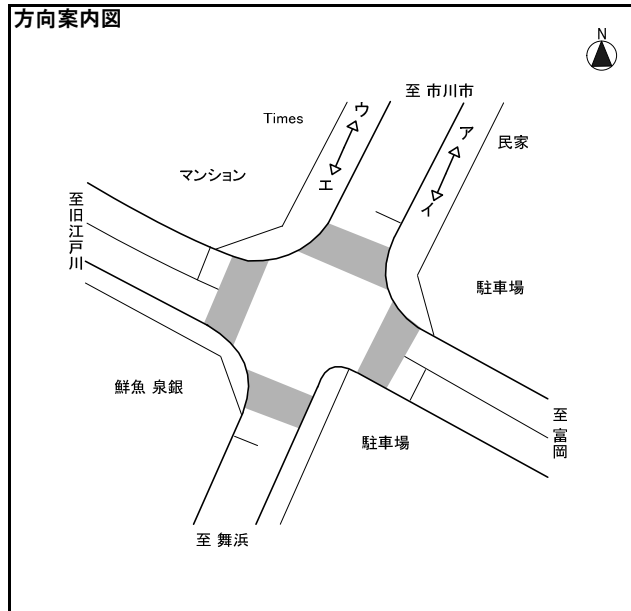 方向案内図
N
至 市川市
Times
ウ
ア
民家
マンション
エ
イ
至旧江戸川
駐車場
鮮魚 泉銀
至 富岡
駐車場
至 舞浜